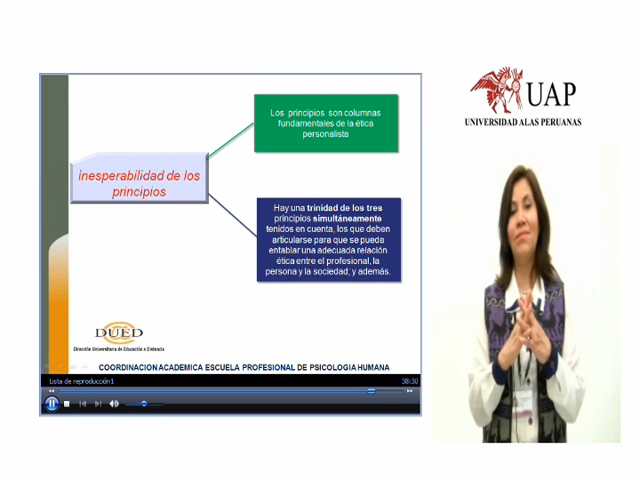 UAP
UNIVERSIDAD ALAS PERUANAS
Los principios son columnas
fundamentales de la ética
personalista
inesperabilidad de los
principios
Hay una trinidad de los tres
principios simultáneamente
tenidos en cuenta, los que deben
articularse para que se pueda
entablar una adecuada relación
ética entre el profesional, la
persona y la sociedad; y además.
DUED
Dirección Universitaria de Educación a Distancia
COORDINACION ACADEMICA ESCUELA PROFESIONAL DE PSICOLOGIA HUMANA
Lista de reproducción1
38:30